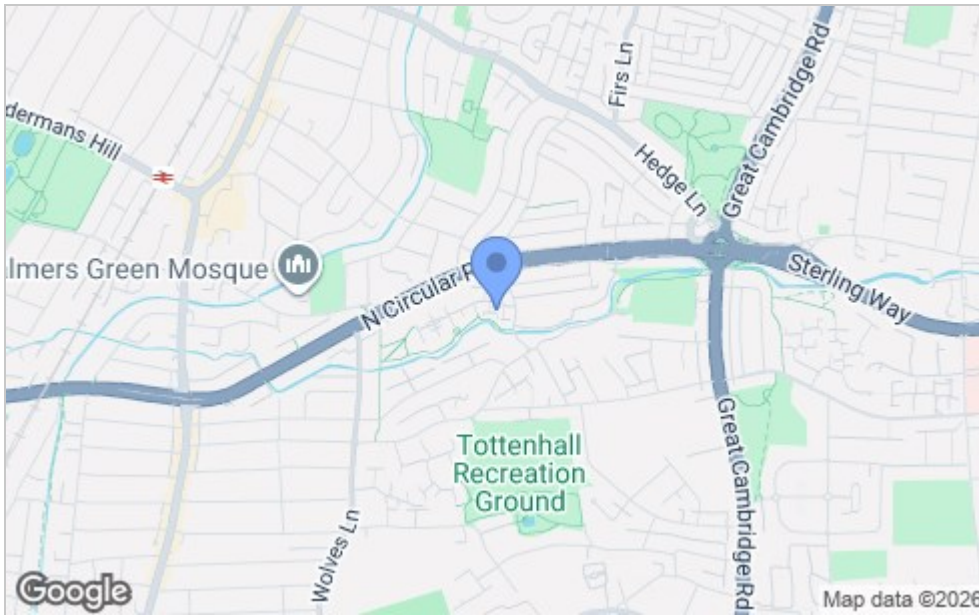 Firs Ln
Great Cambridge Rd
dermans Hill
Hedge Ln
lmers Green Mosque
N Circular
Sterling Way
Tottenhall
Recreation
Ground
Great Cambridge Rd
Wolves Ln
Google
Map data ©2024